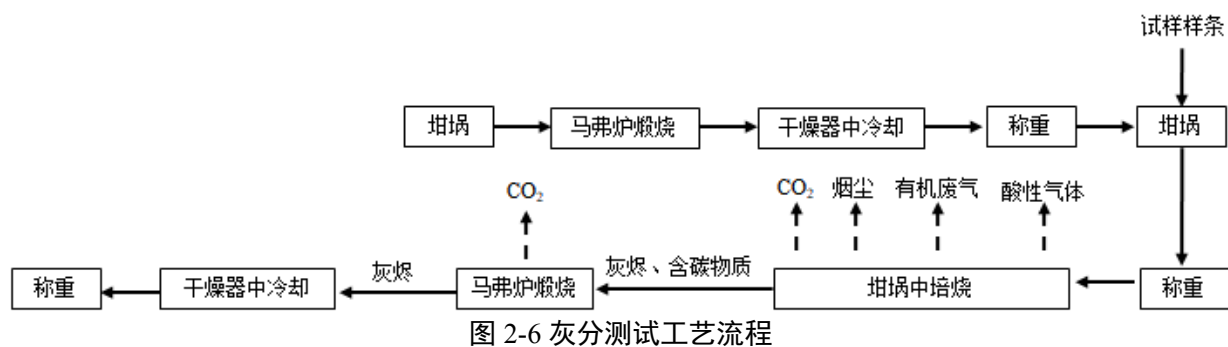 试样样条
坩埚
马弗炉煅烧
干燥器中冷却
称重
坩埚
CO₂
CO₂
烟尘
有机废气
酸性气体
称重
干燥器中冷却
灰烬
马弗炉煅烧
灰烬、含碳物质
坩埚中培烧
称重
图 2-6 灰分测试工艺流程